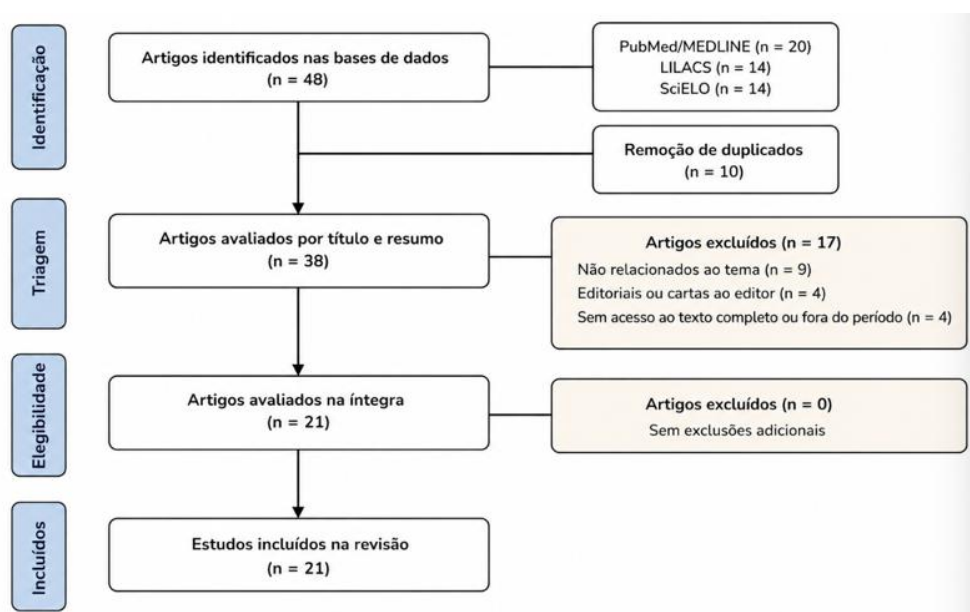 Identificação
Artigos identificados nas bases de dados
(n = 48)
PubMed/MEDLINE (n = 20)
LILACS (n = 14)
SciELO (n = 14)
Remoção de duplicados
(n = 10)
Triagem
Artigos avaliados por título e resumo
(n = 38)
Artigos excluídos (n = 17)
Não relacionados ao tema (n = 9)
Editoriais ou cartas ao editor (n = 4)
Sem acesso ao texto completo ou fora do período (n = 4)
Elegibilidade
Artigos avaliados na íntegra
(n = 21)
Artigos excluídos (n = 0)
Sem exclusões adicionais
Incluídos
Estudos incluídos na revisão
(n = 21)